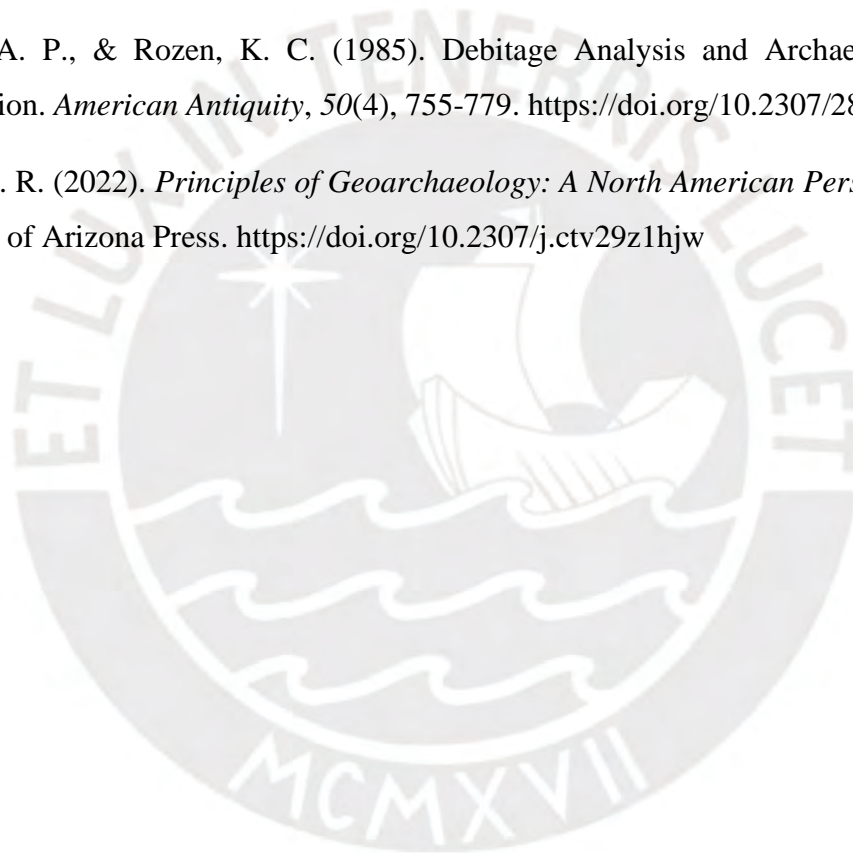 A. P., & Rozen, K. C. (1985). Debitage Analysis and Archae
ion. American Antiquity, 50(4), 755-779. https://doi.org/10.2307/28
. R. (2022). Principles of Geoarchaeology: A North American Pers
of Arizona Press. https://doi.org/10.2307/j.ctv29z1hjw
ET LUX IN TENEBRIS LUCET
MCMXVII